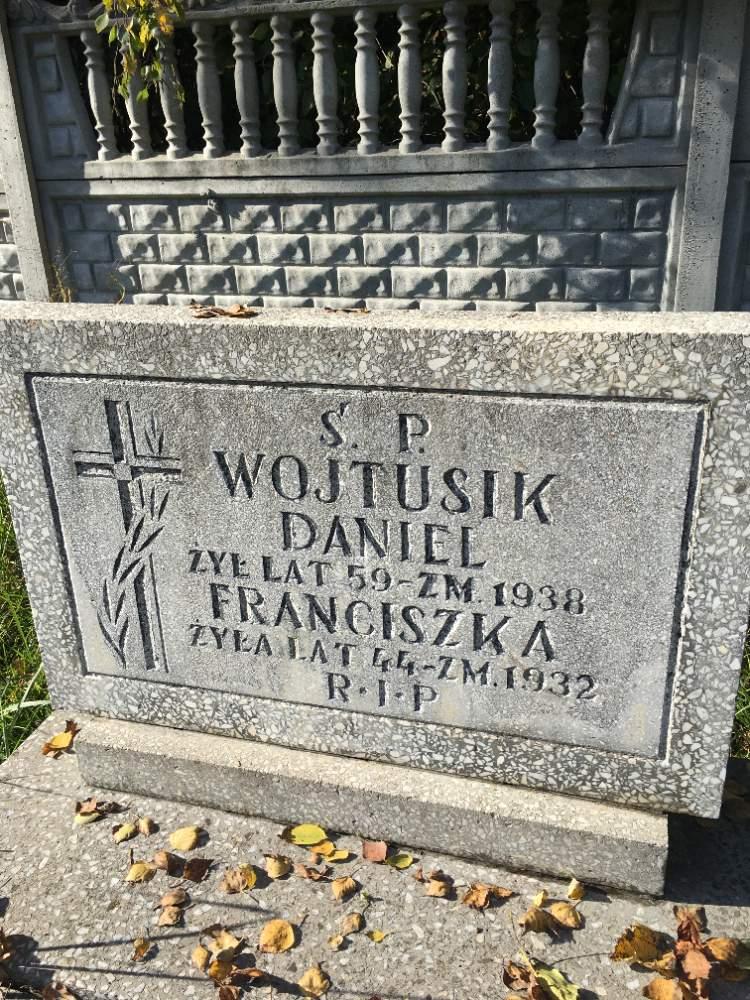 Ś. P.
WOJTUSIK
DANIEL
ŻYŁ LAT 59-ZM. 1938
FRANCISZKA
ŻYŁA LAT 44-ZM. 1932
R·I·P